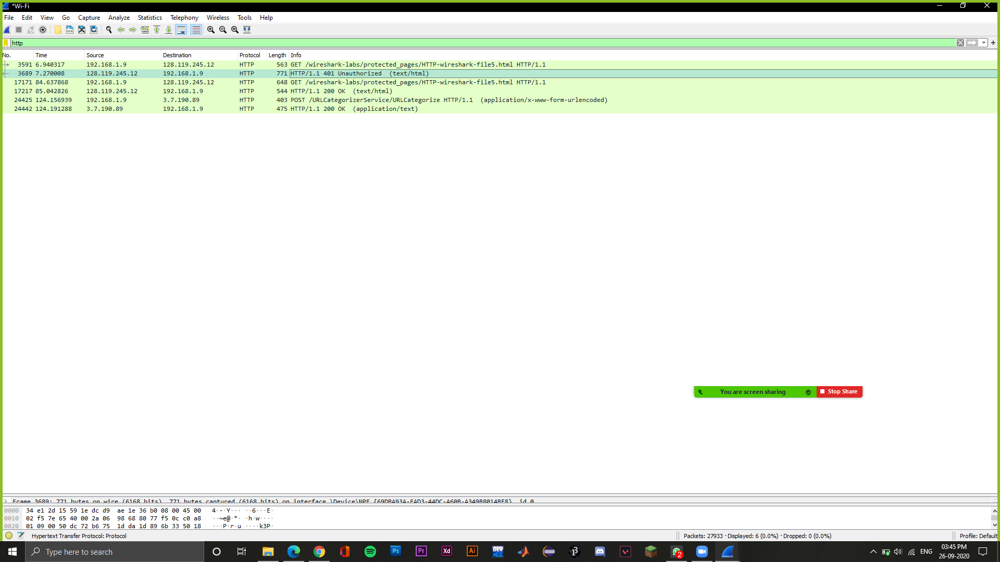 *Wi-Fi
File Edit View Go Capture Analyze Statistics Telephony Wireless Tools Help
http
No. Time Source Destination Protocol Length Info
3591 6.940317 192.168.1.9 128.119.245.12 HTTP 563 GET /wireshark-labs/protected_pages/HTTP-wireshark-file5.html HTTP/1.1
3689 7.270008 128.119.245.12 192.168.1.9 HTTP 771 HTTP/1.1 401 Unauthorized (text/html)
17171 84.637868 192.168.1.9 128.119.245.12 HTTP 648 GET /wireshark-labs/protected_pages/HTTP-wireshark-file5.html HTTP/1.1
17217 85.042826 128.119.245.12 192.168.1.9 HTTP 544 HTTP/1.1 200 OK (text/html)
24425 124.156939 192.168.1.9 3.7.190.89 HTTP 403 POST /URLCategorizerService/URLCategorize HTTP/1.1 (application/x-www-form-urlencoded)
24442 124.191288 3.7.190.89 192.168.1.9 HTTP 475 HTTP/1.1 200 OK (application/text)
You are screen sharing Stop Share
Frame 3689: 771 bytes on wire (6168 bits), 771 bytes captured (6168 bits) on interface \Device\NPF_{69DBA93A-FAD3-44DC-A60B-A349B8014BE8}, id 0
0000 34 e1 2d 15 59 1e dc d9 ae 1e 36 b0 08 00 45 00 4·-·Y··· ··6···E·
0010 02 f5 7e 65 40 00 2a 06 98 68 80 77 f5 0c c0 a8 ··~e@·*· ·h·w····
0020 01 09 00 50 dc 72 b6 75 1d da 1d 89 6b 33 50 18 ···P·r·u ····k3P·
Hypertext Transfer Protocol: Protocol
Packets: 27933 · Displayed: 6 (0.0%) · Dropped: 0 (0.0%)
Profile: Default
Type here to search
Ps Pr Xd Ai DEV 2
ENG
03:45 PM
26-09-2020